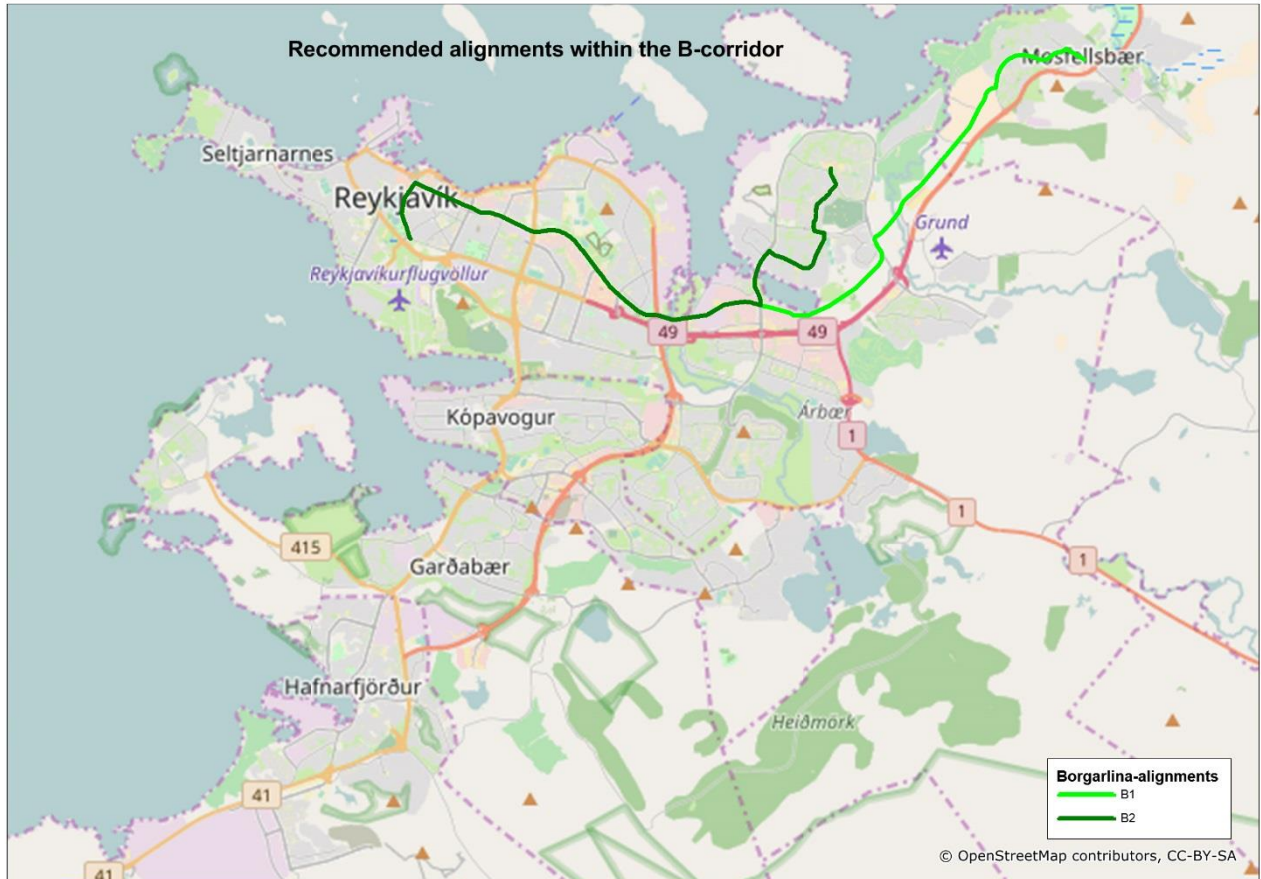 Recommended alignments within the B-corridor
Mosfellsbær
Seltjarnarnes
Reykjavík
Grund
Reykjavíkurflugvöllur
49
49
Kópavogur
Árbær
1
1
415
1
Garðabær
Hafnarfjörður
Heiðmörk
41
41
Borgarlina-alignments
B1
B2
© OpenStreetMap contributors, CC-BY-SA